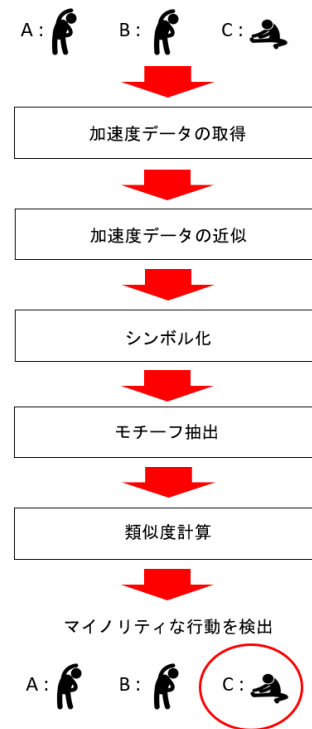 A: B: C:
加速度データの取得
加速度データの近似
シンボル化
モチーフ抽出
類似度計算
マイノリティな行動を検出
A: B: C: